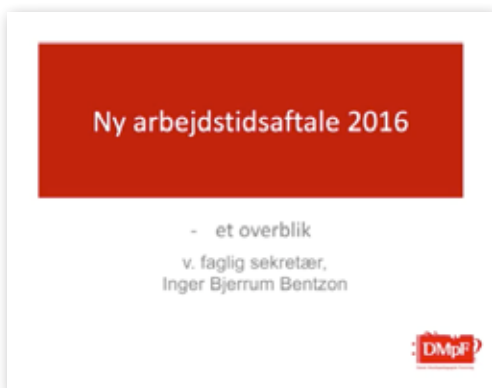 Ny arbejdstidsaftale 2016
- et overblik
v. faglig sekretær,
Inger Bjerrum Bentzon
DMpF